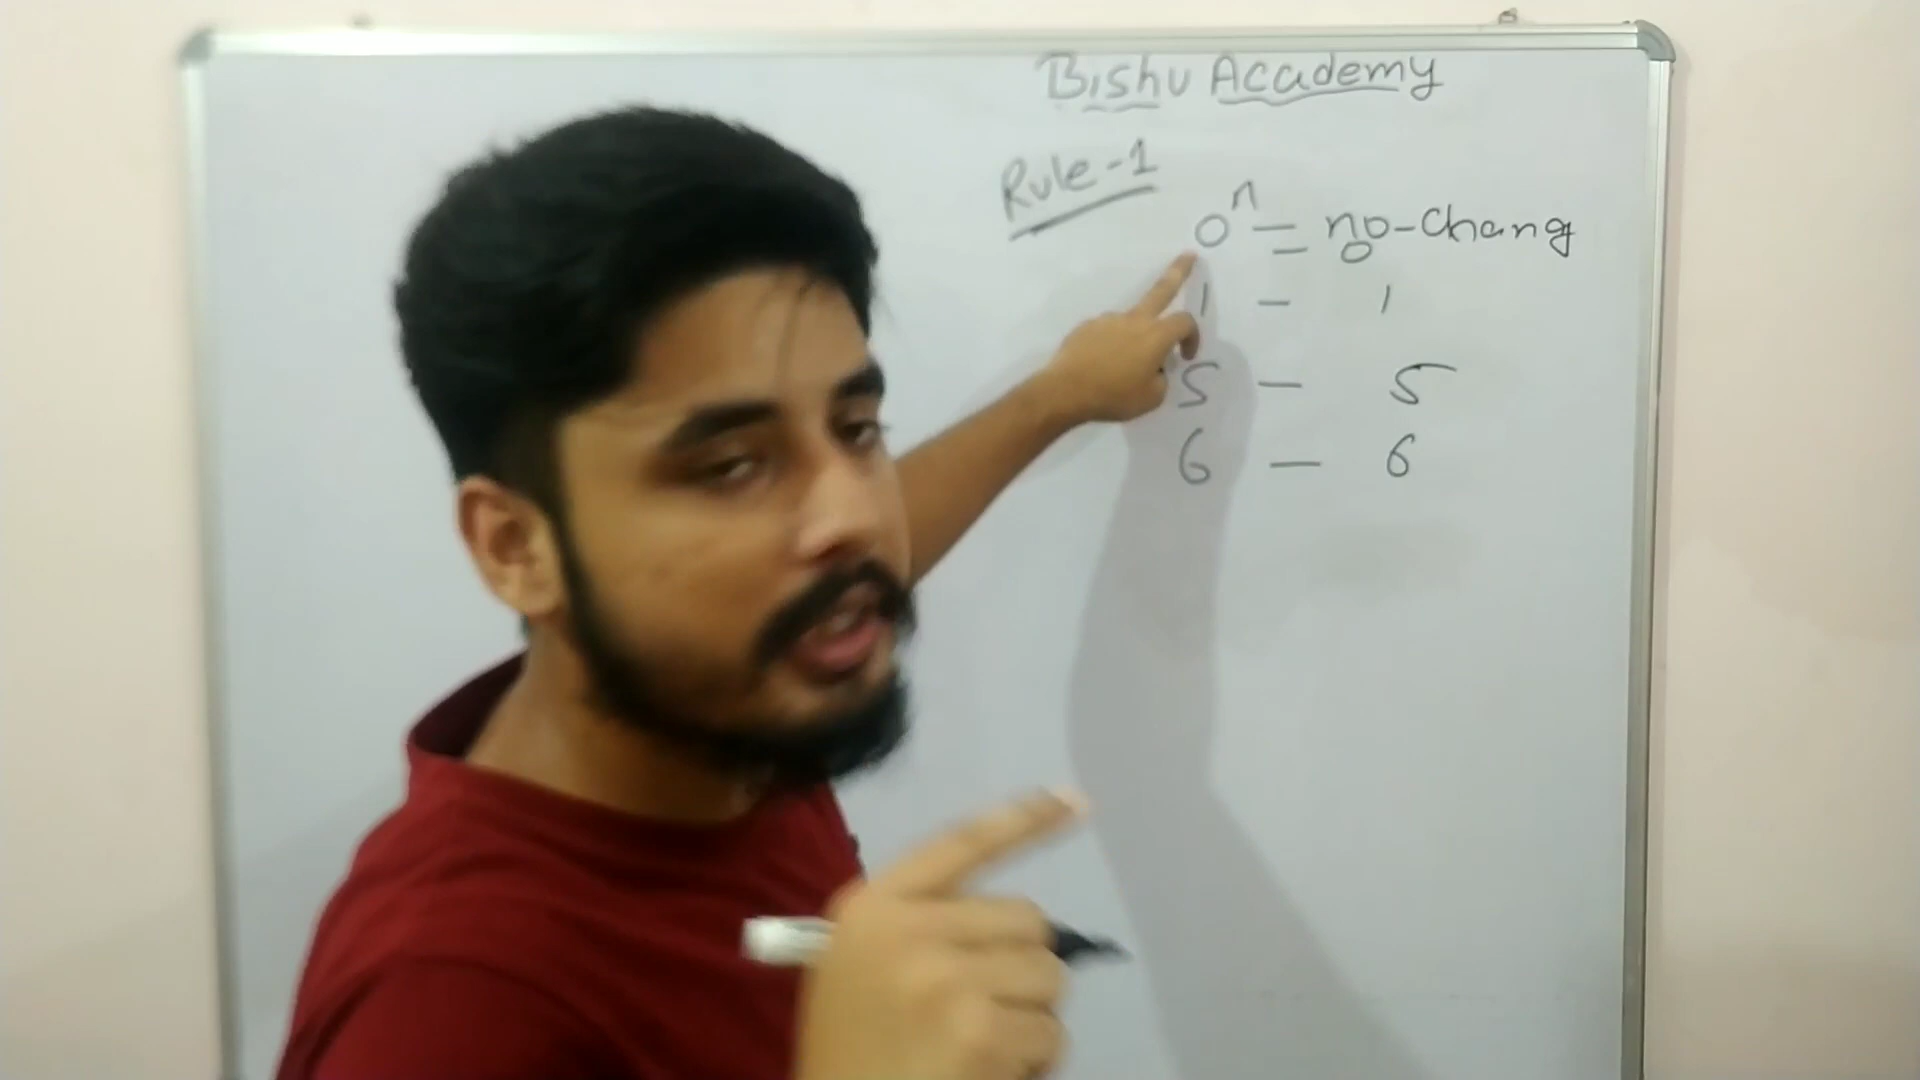 Bishu Academy
Rule-1
0ⁿ = no-Chang
0
1 - 1
5 - 5
6 - 6